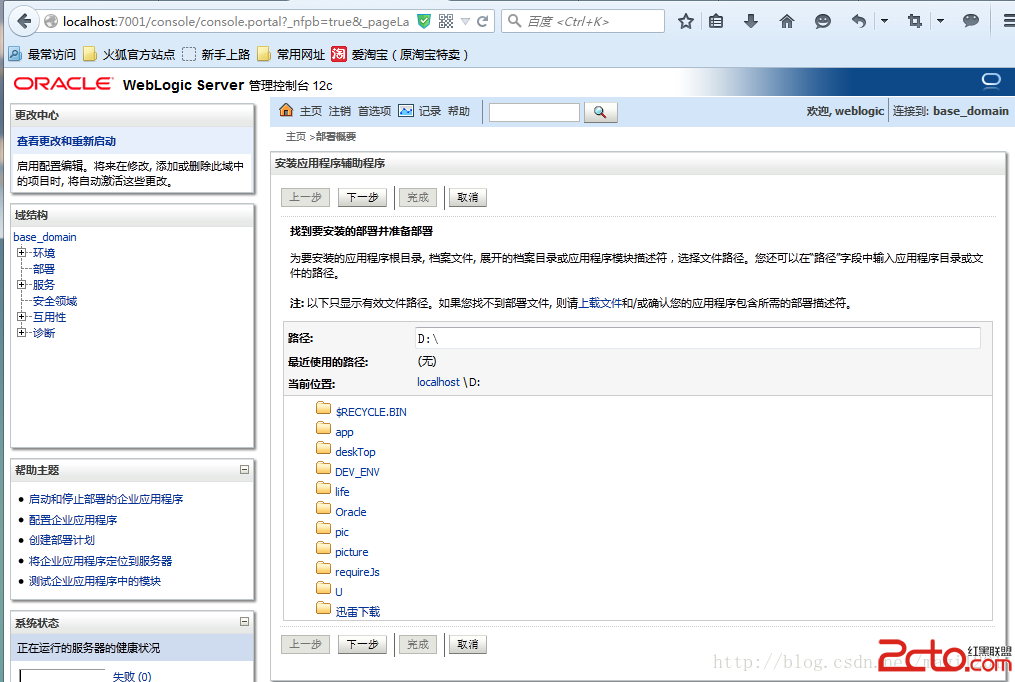 localhost:7001/console/console.portal?_nfpb=true&_pageLa
百度 <Ctrl+K>
最常访问 火狐官方站点 新手上路 常用网址 淘 爱淘宝（原淘宝特卖）
ORACLE WebLogic Server 管理控制台 12c
更改中心
查看更改和重新启动
启用配置编辑。将来在修改, 添加或删除此域中
的项目时, 将自动激活这些更改。
域结构
base_domain
环境
部署
服务
安全领域
互用性
诊断
帮助主题
启动和停止部署的企业应用程序
配置企业应用程序
创建部署计划
将企业应用程序定位到服务器
测试企业应用程序中的模块
系统状态
正在运行的服务器的健康状况
失败 (0)
主页 注销 首选项 记录 帮助
欢迎, weblogic 连接到: base_domain
主页 >部署概要
安装应用程序辅助程序
上一步 下一步 完成 取消
找到要安装的部署并准备部署
为要安装的应用程序根目录, 档案文件, 展开的档案目录或应用程序模块描述符，选择文件路径。您还可以在"路径"字段中输入应用程序目录或文
件的路径。
注: 以下只显示有效文件路径。如果您找不到部署文件, 则请上载文件和/或确认您的应用程序包含所需的部署描述符。
路径: D:\
最近使用的路径: (无)
当前位置: localhost \D:
$RECYCLE.BIN
app
deskTop
DEV_ENV
life
Oracle
pic
picture
requireJs
U
迅雷下载
上一步 下一步 完成 取消
http://blog.csdn.net/
2cto.com
红黑联盟